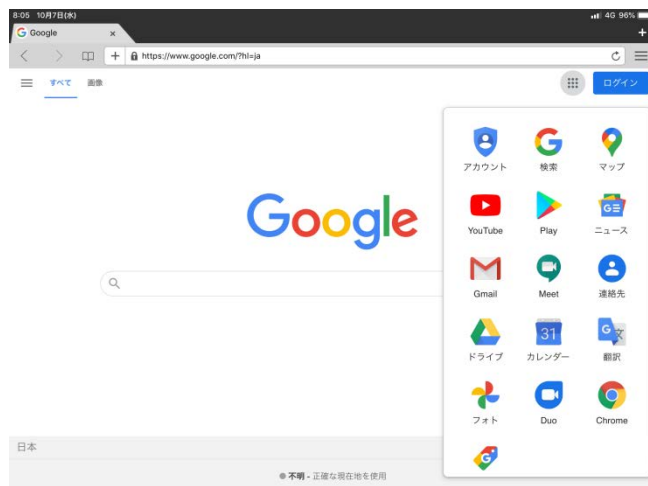 8:05 10月7日(水)
4G 96%
G Google ×
+
https://www.google.com/?hl=ja
すべて 画像
ログイン
Google
アカウント 検索 マップ
YouTube Play ニュース
Gmail Meet 連絡先
ドライブ 31 カレンダー 翻訳
フォト Duo Chrome
日本
不明 - 正確な現在地を使用